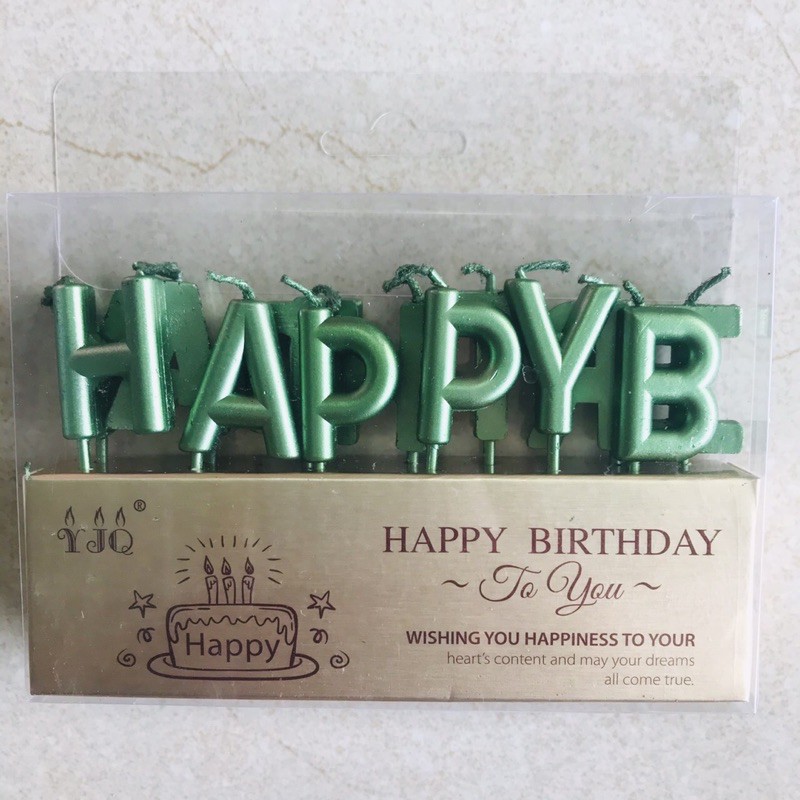 HAPPYB
YJQ®
Happy
HAPPY BIRTHDAY
~ To You ~
WISHING YOU HAPPINESS TO YOUR
heart's content and may your dreams
all come true.